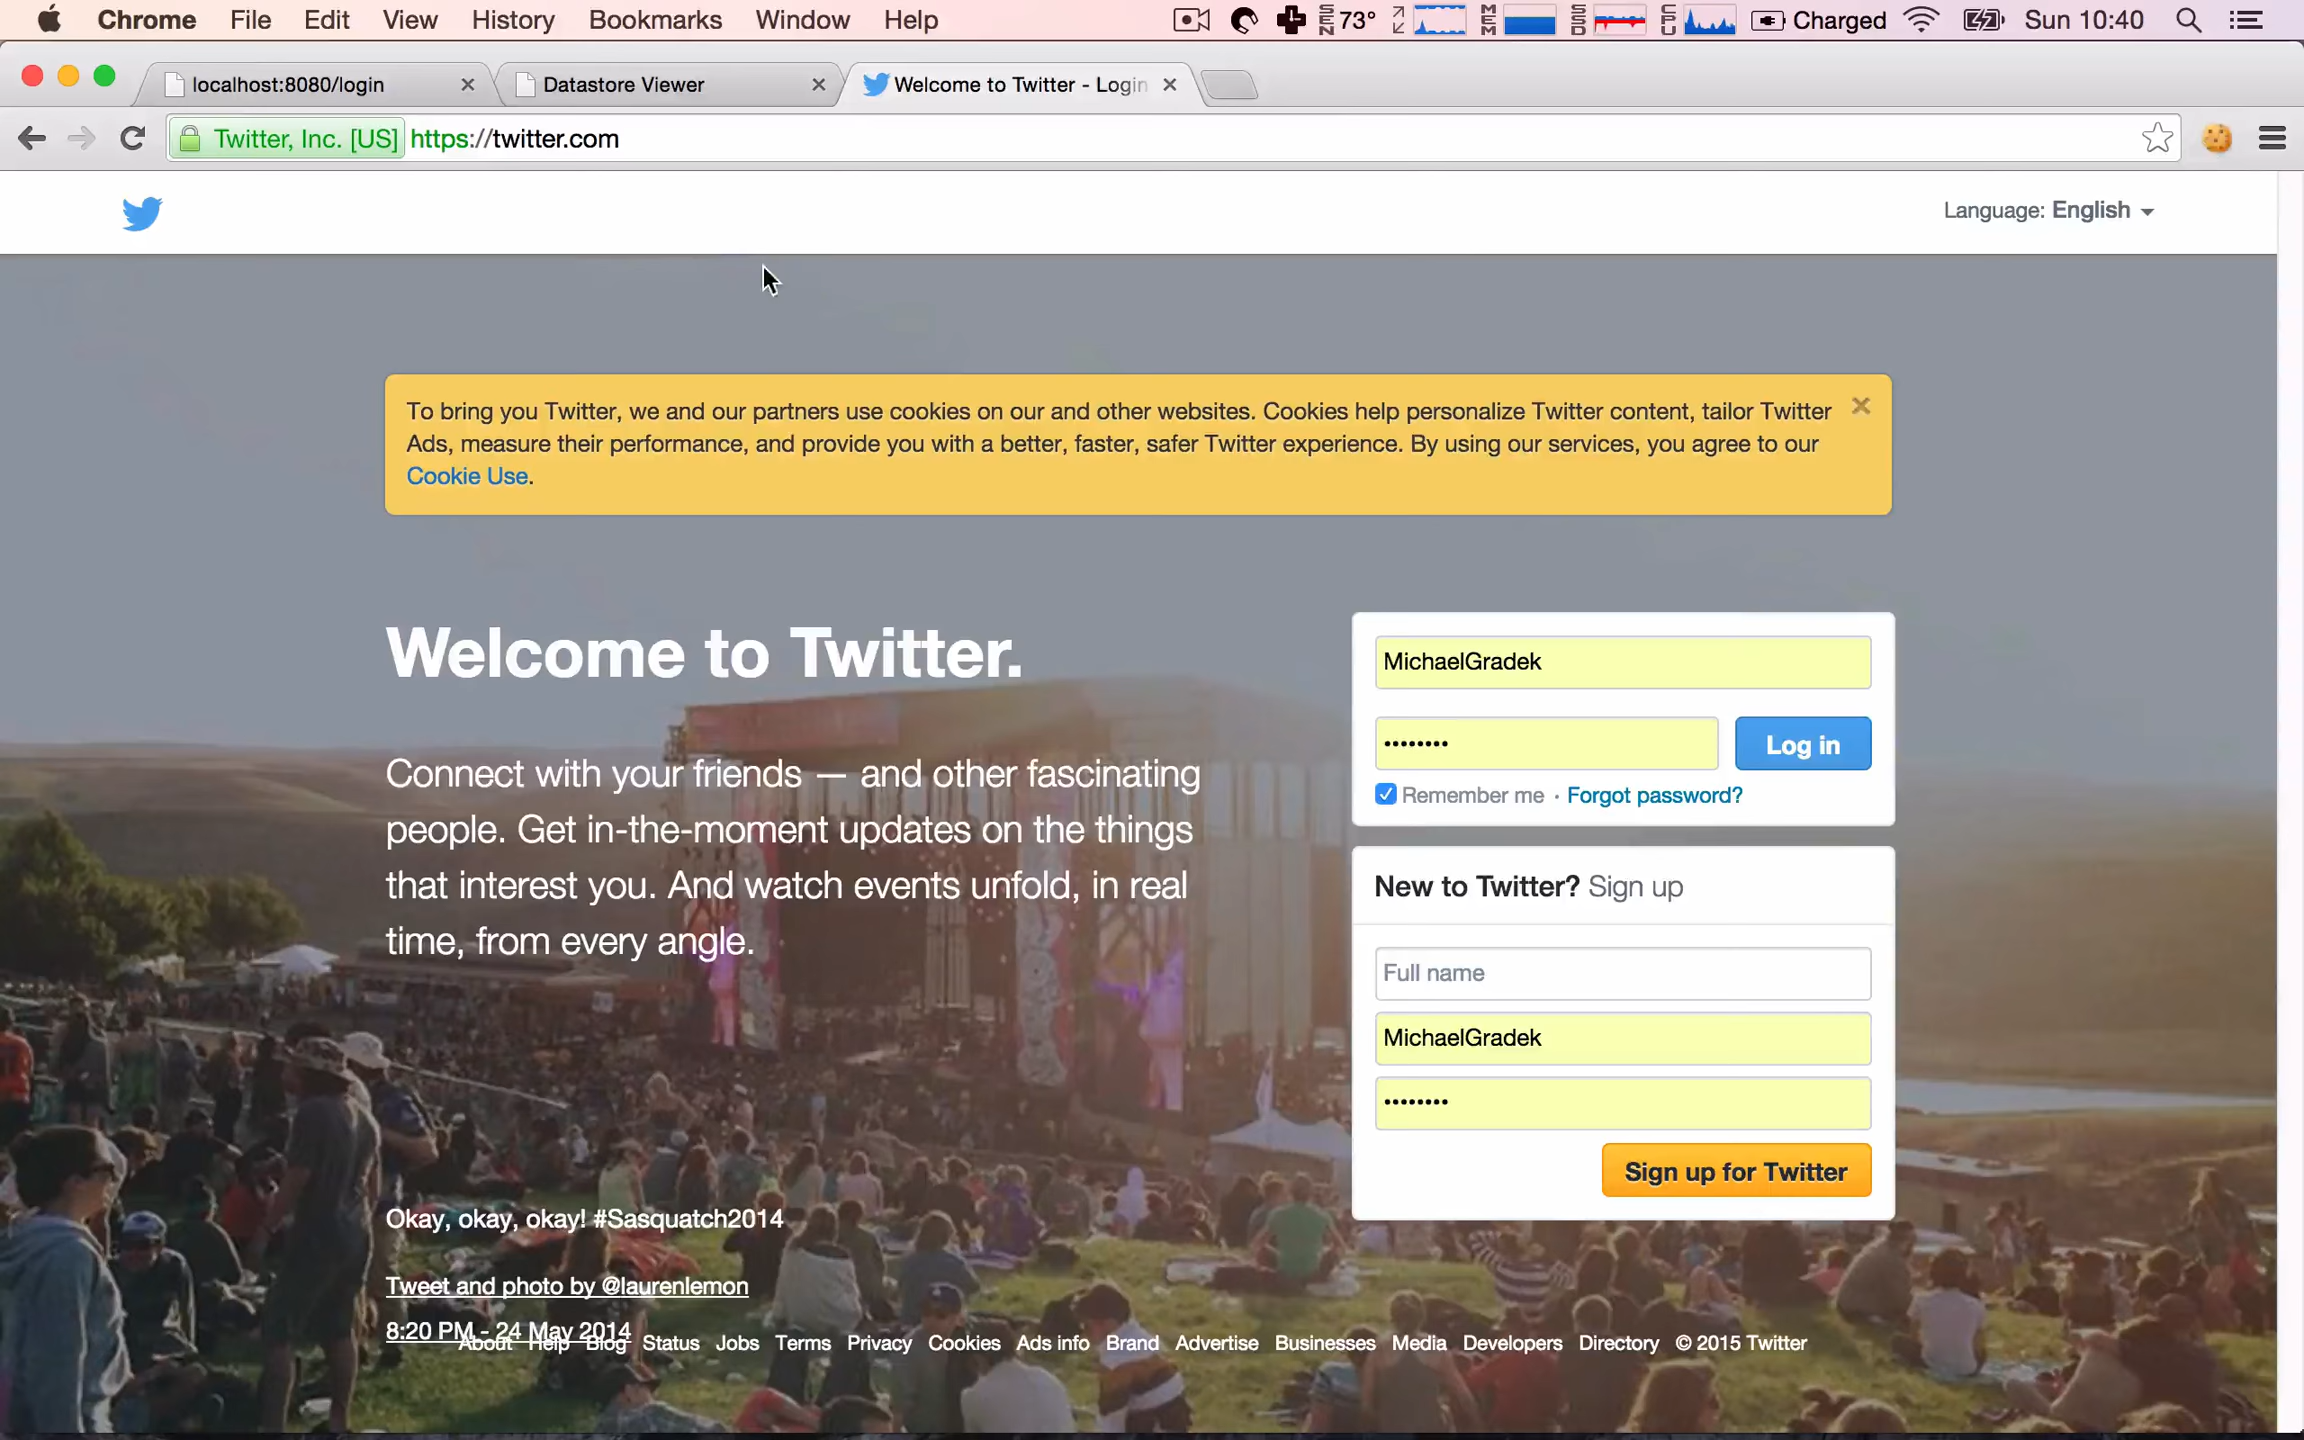 Chrome File Edit View History Bookmarks Window Help
SEN 73° MEM SSD CPU Charged Sun 10:40
localhost:8080/login
Datastore Viewer
Welcome to Twitter - Login
Twitter, Inc. [US] https://twitter.com
Language: English
To bring you Twitter, we and our partners use cookies on our and other websites. Cookies help personalize Twitter content, tailor Twitter
Ads, measure their performance, and provide you with a better, faster, safer Twitter experience. By using our services, you agree to our
Cookie Use.
Welcome to Twitter.
Connect with your friends — and other fascinating
people. Get in-the-moment updates on the things
that interest you. And watch events unfold, in real
time, from every angle.
MichaelGradek
••••••••
Log in
Remember me · Forgot password?
New to Twitter? Sign up
Full name
MichaelGradek
••••••••
Sign up for Twitter
Okay, okay, okay! #Sasquatch2014
Tweet and photo by @laurenlemon
8:20 PM - 24 May 2014
About Help Blog Status Jobs Terms Privacy Cookies Ads info Brand Advertise Businesses Media Developers Directory © 2015 Twitter